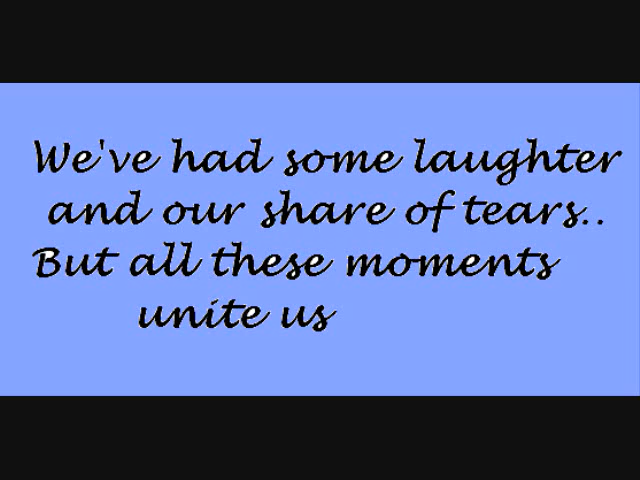 We've had some laughter
and our share of tears..
But all these moments
unite us